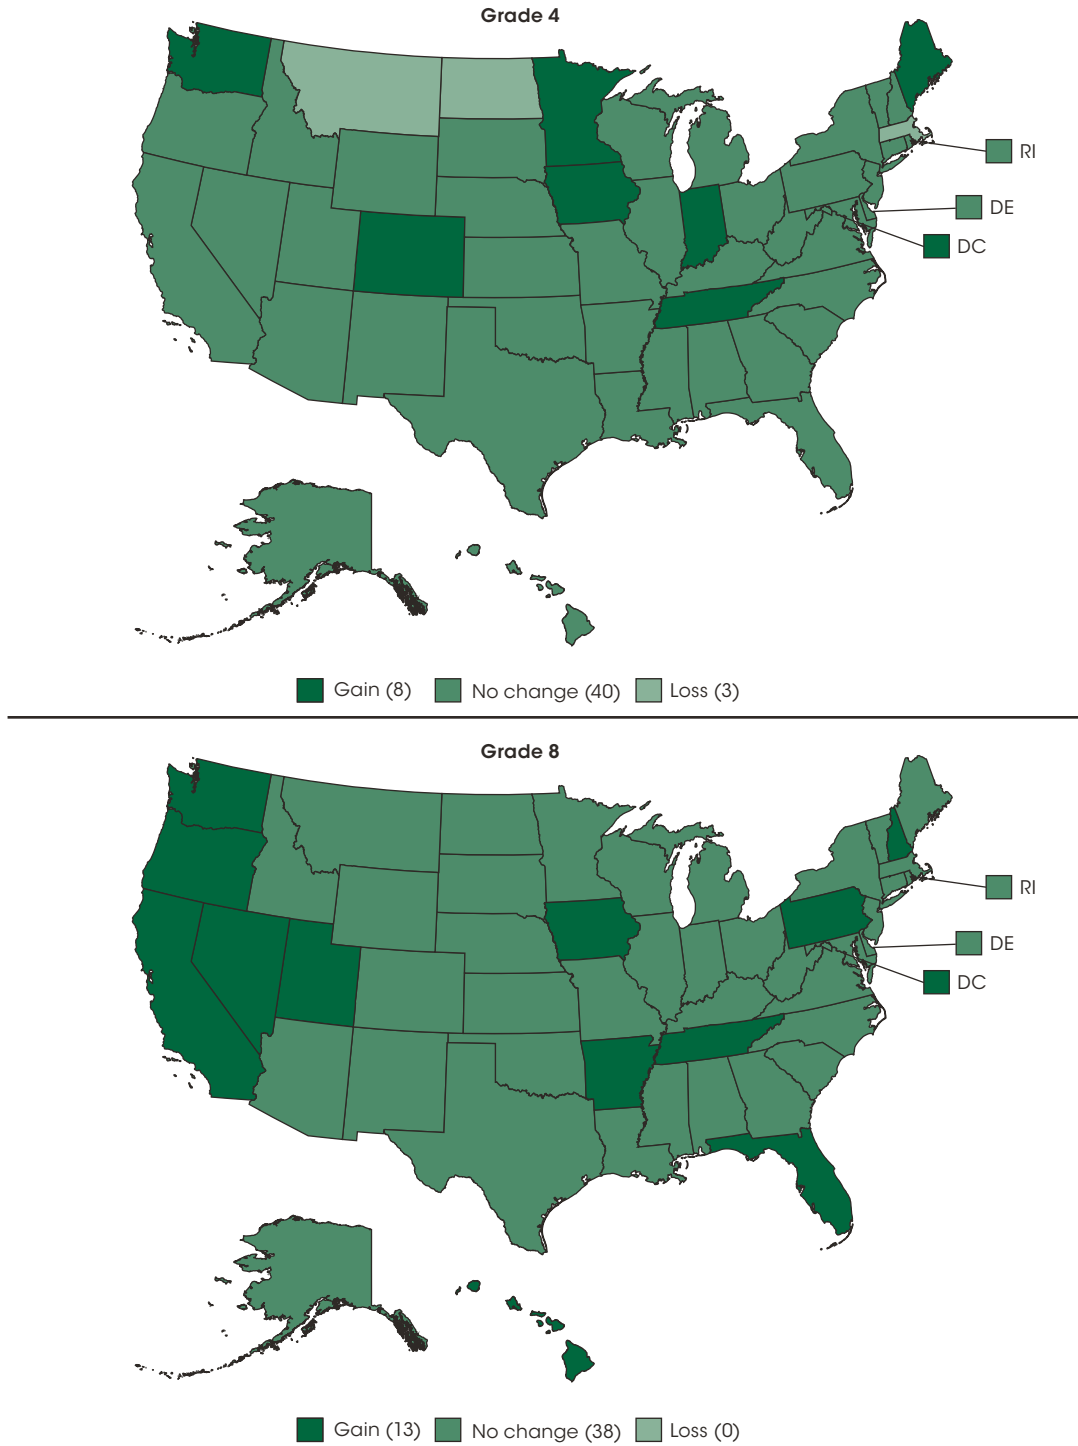 Grade 4
RI
DE
DC
Gain (8) No change (40) Loss (3)
Grade 8
RI
DE
DC
Gain (13) No change (38) Loss (0)